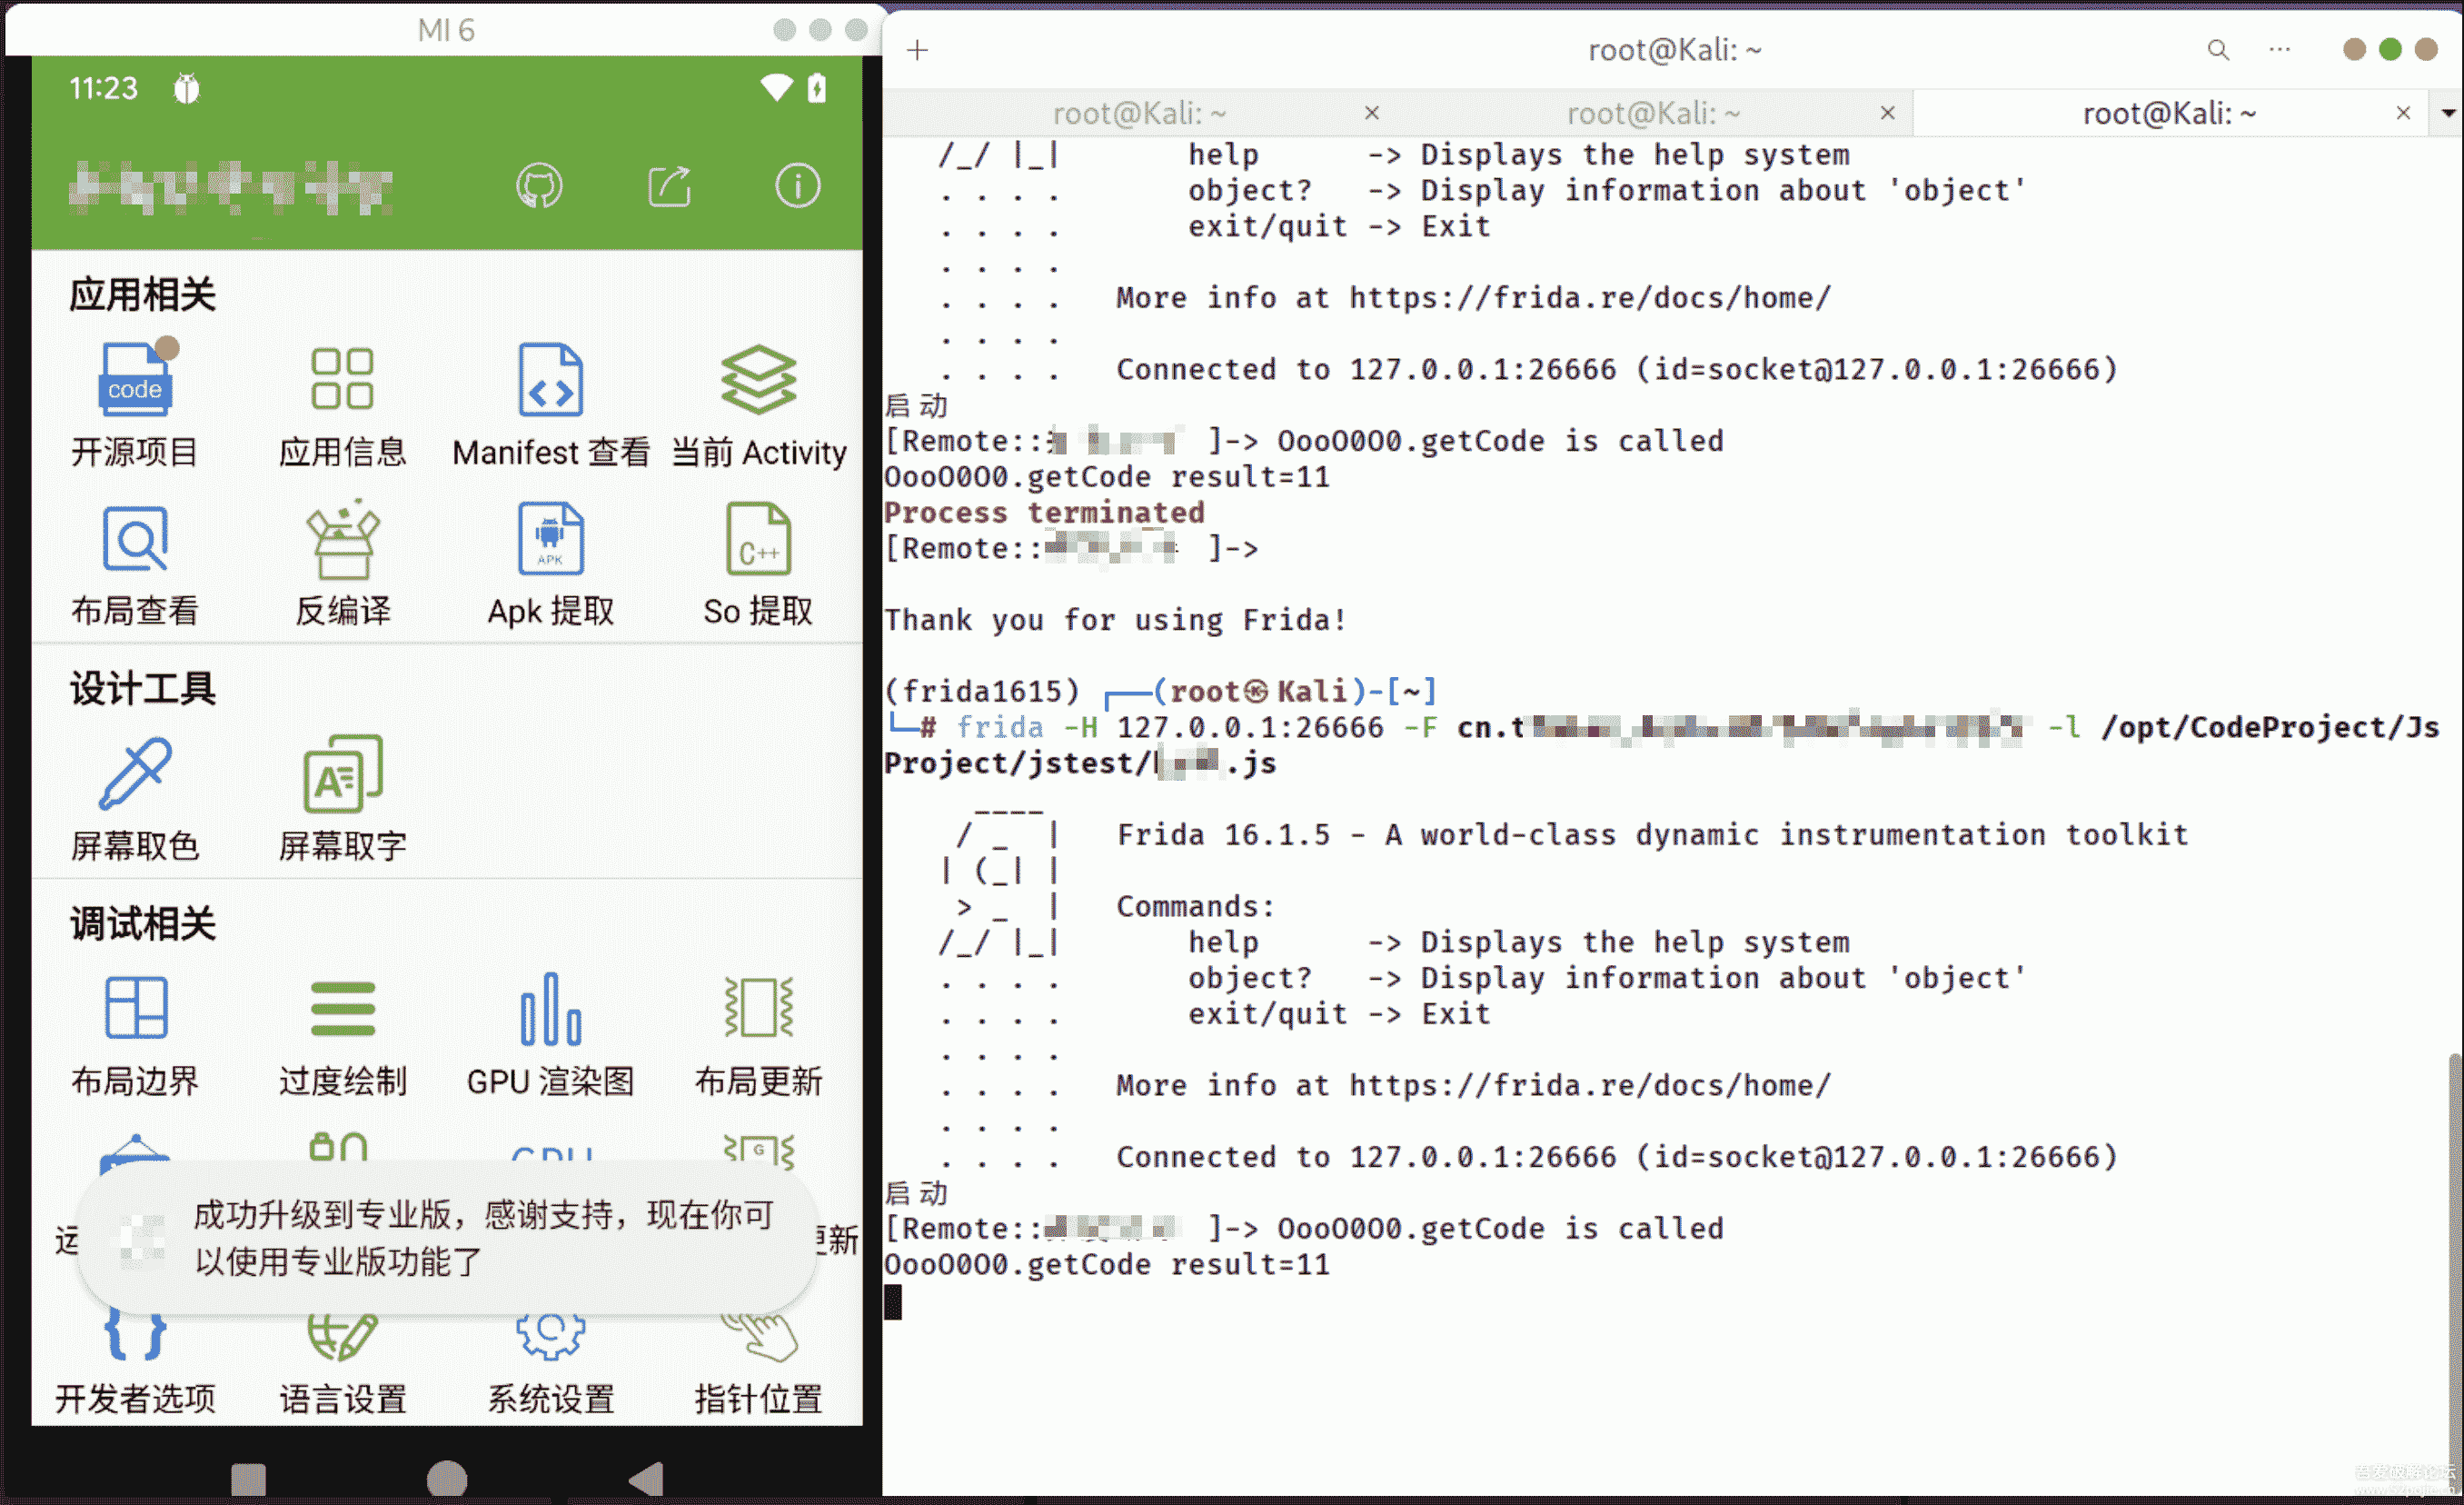 MI 6
11:23
应用相关
code
开源项目
应用信息
Manifest 查看
当前 Activity
APK
C++
布局查看
反编译
Apk 提取
So 提取
设计工具
A
屏幕取色
屏幕取字
调试相关
布局边界
过度绘制
GPU 渲染图
布局更新
G
成功升级到专业版，感谢支持，现在你可
以使用专业版功能了
更新
开发者选项
语言设置
系统设置
指针位置
root@Kali: ~
root@Kali: ~
root@Kali: ~
root@Kali: ~
/_/ |_| help -> Displays the help system
. . . . object? -> Display information about 'object'
. . . . exit/quit -> Exit
. . . .
. . . . More info at https://frida.re/docs/home/
. . . .
. . . . Connected to 127.0.0.1:26666 (id=socket@127.0.0.1:26666)
启动
[Remote:: ]-> OooO0O0.getCode is called
OooO0O0.getCode result=11
Process terminated
[Remote:: ]->
Thank you for using Frida!
(frida1615) ┌──(root㉿Kali)-[~]
└─# frida -H 127.0.0.1:26666 -F cn.t -l /opt/CodeProject/Js
Project/jstest/ .js
____
/ _ | Frida 16.1.5 - A world-class dynamic instrumentation toolkit
| (_| |
> _ | Commands:
/_/ |_| help -> Displays the help system
. . . . object? -> Display information about 'object'
. . . . exit/quit -> Exit
. . . .
. . . . More info at https://frida.re/docs/home/
. . . .
. . . . Connected to 127.0.0.1:26666 (id=socket@127.0.0.1:26666)
启动
[Remote:: ]-> OooO0O0.getCode is called
OooO0O0.getCode result=11